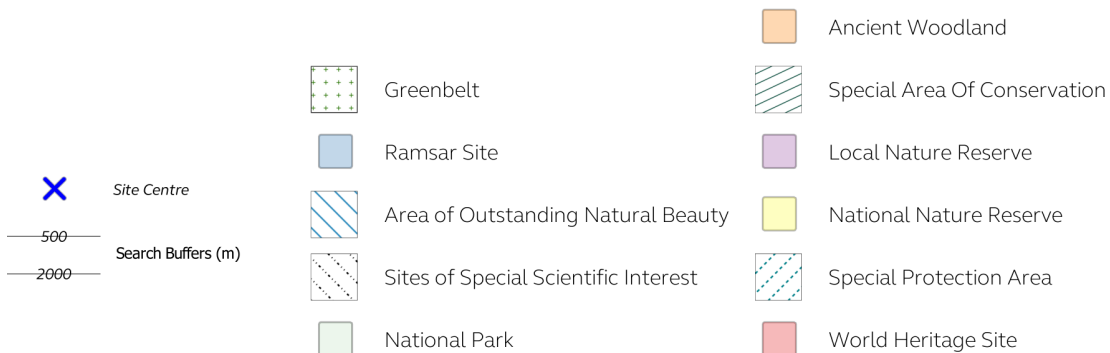 Site Centre
500
Search Buffers (m)
2000
Greenbelt
Ramsar Site
Area of Outstanding Natural Beauty
Sites of Special Scientific Interest
National Park
Ancient Woodland
Special Area Of Conservation
Local Nature Reserve
National Nature Reserve
Special Protection Area
World Heritage Site